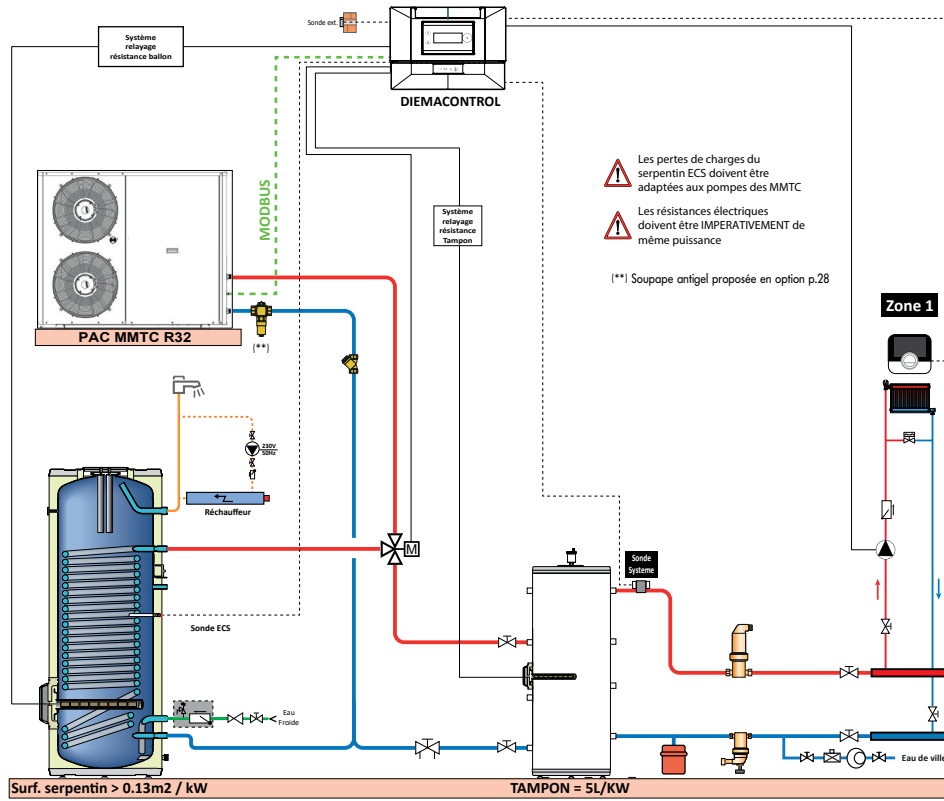 Sonde ext.
Système
relayage
résistance ballon
DIEMACONTROL
MODBUS
Les pertes de charges du
serpentin ECS doivent être
adaptées aux pompes des MMTC
Système
relayage
résistance
Tampon
Les résistances électriques
doivent être IMPERATIVEMENT de
même puissance
(**) Soupape antigel proposée en option p.28
Zone 1
PAC MMTC R32
(**)
230V
50Hz
Réchauffeur
M
Sonde
Systeme
Sonde ECS
Eau
Froide
Eau de ville
Surf. serpentin > 0.13m2 / kW
TAMPON = 5L/KW